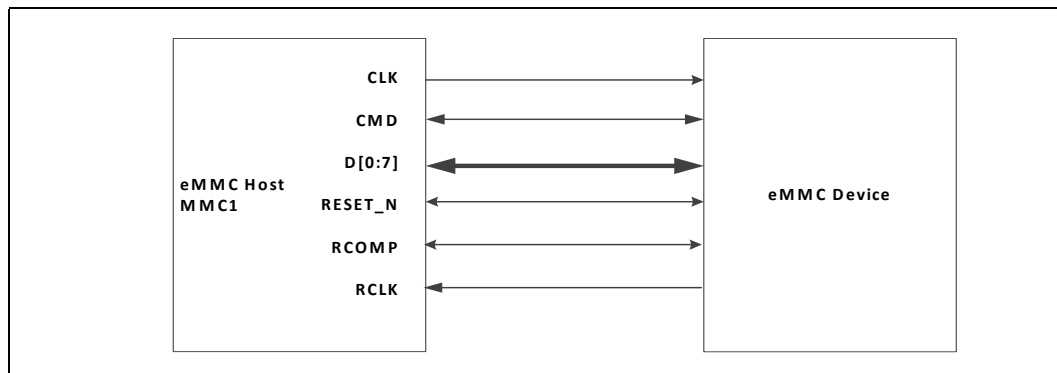 CLK
CMD
D[0:7]
eMMC Host
MMC1
RESET_N
RCOMP
RCLK
eMMC Device